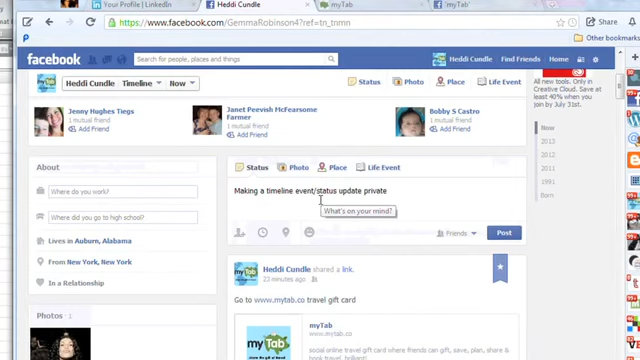 Your Profile | LinkedIn
Heddi Cundle
myTab
'myTab'
https://www.facebook.com/GemmaRobinson4?ref=tn_tnmn
Other bookmarks
facebook
Search for people, places and things
Heddi Cundle
Find Friends
Home
Heddi Cundle
Timeline
Now
Status
Photo
Place
Life Event
All new tools. Only in
Creative Cloud. Save at
least 40% when you
join by July 31st.
Jenny Hughes Tiegs
1 mutual friend
Add Friend
Janet Peevish McFearsome
Farmer
1 mutual friend
Add Friend
Bobby S Castro
1 mutual friend
Add Friend
Now
2013
2012
2011
1991
Born
About
Where do you work?
Where did you go to high school?
Lives in Auburn, Alabama
From New York, New York
In a Relationship
Photos · 1
Status
Photo
Place
Life Event
Making a timeline event/status update private
What's on your mind?
Friends
Post
Heddi Cundle shared a link.
23 minutes ago
Go to www.mytab.co travel gift card
myTab
myTab
www.mytab.co
social online travel gift card where friends can gift, save, plan, share &